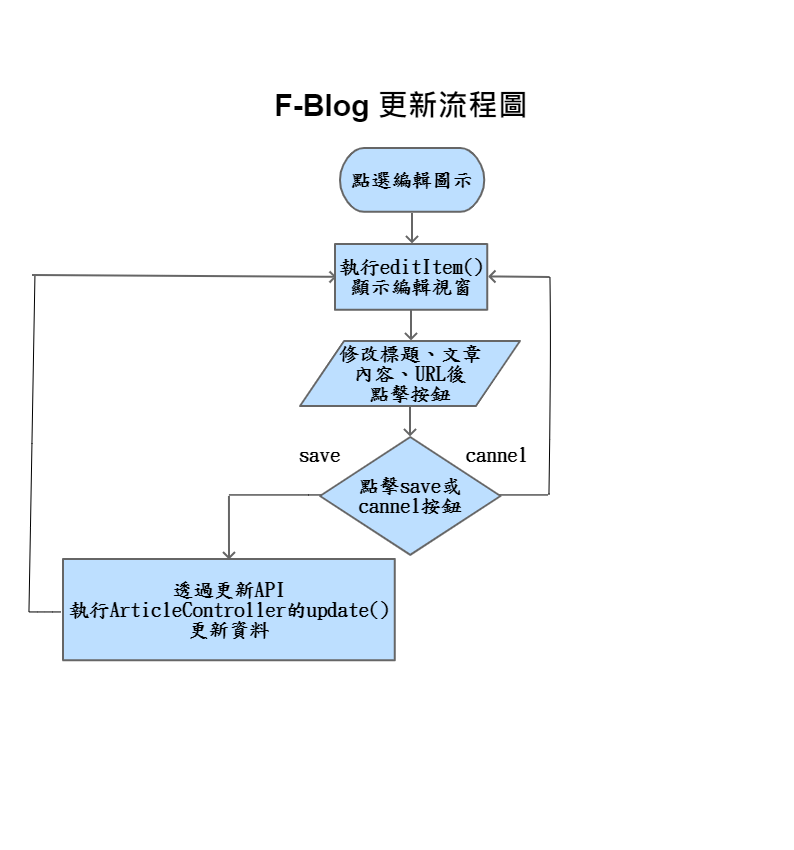 F-Blog 更新流程圖
點選編輯圖示
執行editItem()
顯示編輯視窗
修改標題、文章
內容、URL後
點擊按鈕
save
cannel
點擊save或
cannel按鈕
透過更新API
執行ArticleController的update()
更新資料